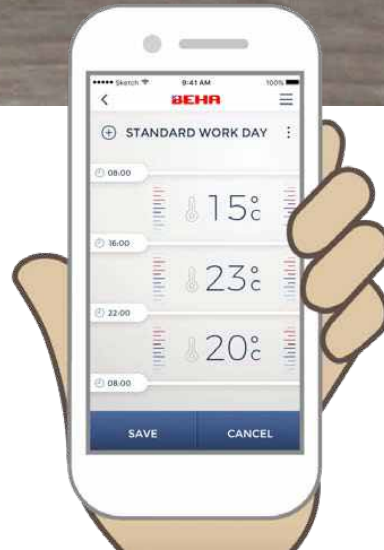 Sketch 9:41 AM 100%
BEHA
STANDARD WORK DAY
08:00
15°C
16:00
23°C
22:00
20°C
08:00
SAVE CANCEL